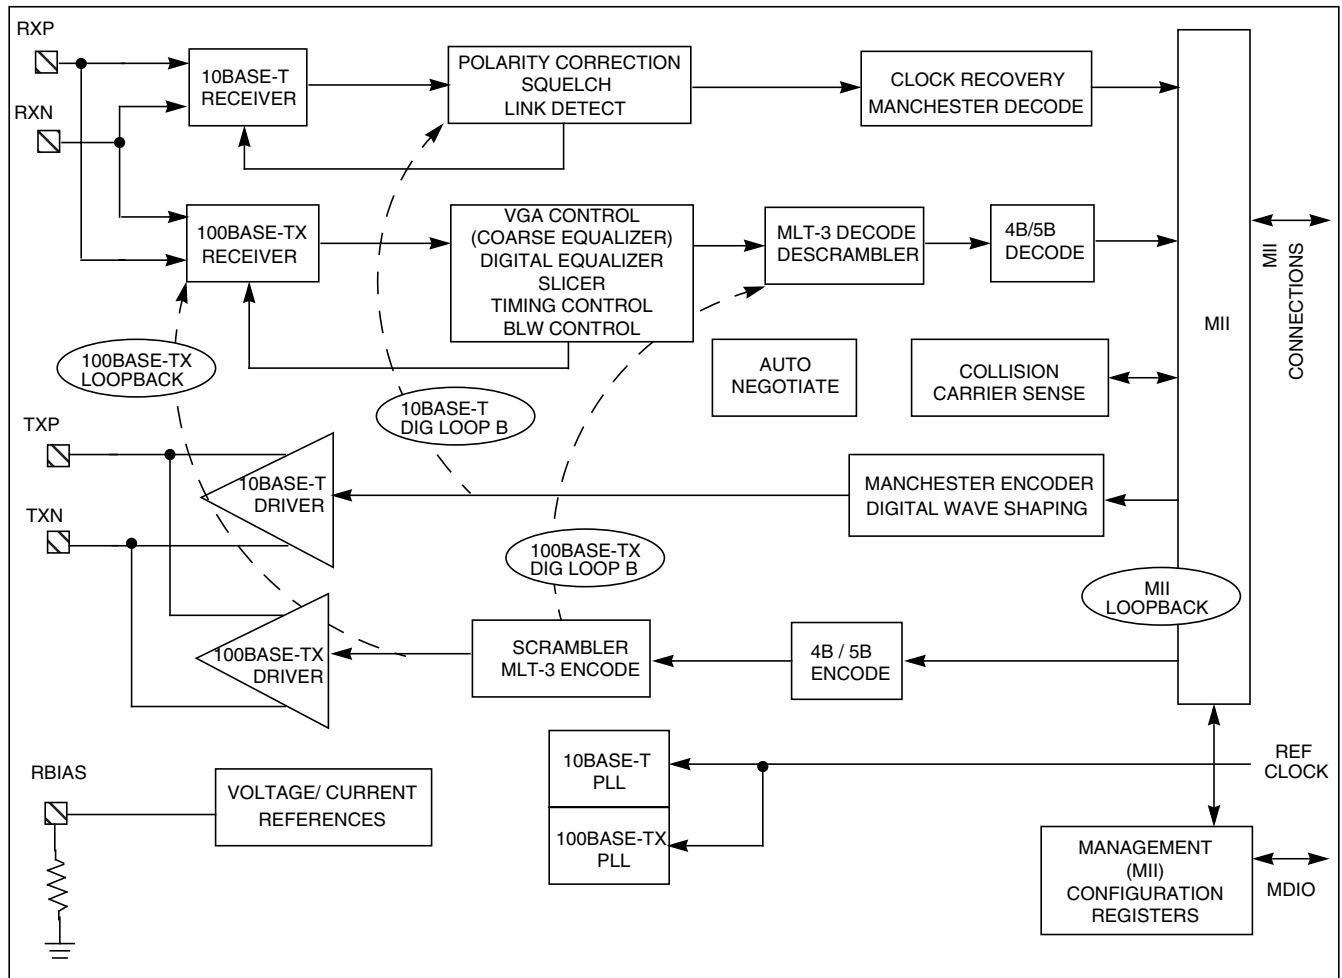 RXP
RXN
10BASE-T
RECEIVER
POLARITY CORRECTION
SQUELCH
LINK DETECT
CLOCK RECOVERY
MANCHESTER DECODE
100BASE-TX
RECEIVER
VGA CONTROL
(COARSE EQUALIZER)
DIGITAL EQUALIZER
SLICER
TIMING CONTROL
BLW CONTROL
MLT-3 DECODE
DESCRAMBLER
4B/5B
DECODE
MII
MII
CONNECTIONS
100BASE-TX
LOOPBACK
10BASE-T
DIG LOOP B
AUTO
NEGOTIATE
COLLISION
CARRIER SENSE
TXP
TXN
10BASE-T
DRIVER
MANCHESTER ENCODER
DIGITAL WAVE SHAPING
100BASE-TX
DIG LOOP B
MII
LOOPBACK
100BASE-TX
DRIVER
SCRAMBLER
MLT-3 ENCODE
4B / 5B
ENCODE
RBIAS
VOLTAGE/ CURRENT
REFERENCES
10BASE-T
PLL
100BASE-TX
PLL
REF
CLOCK
MANAGEMENT
(MII)
CONFIGURATION
REGISTERS
MDIO